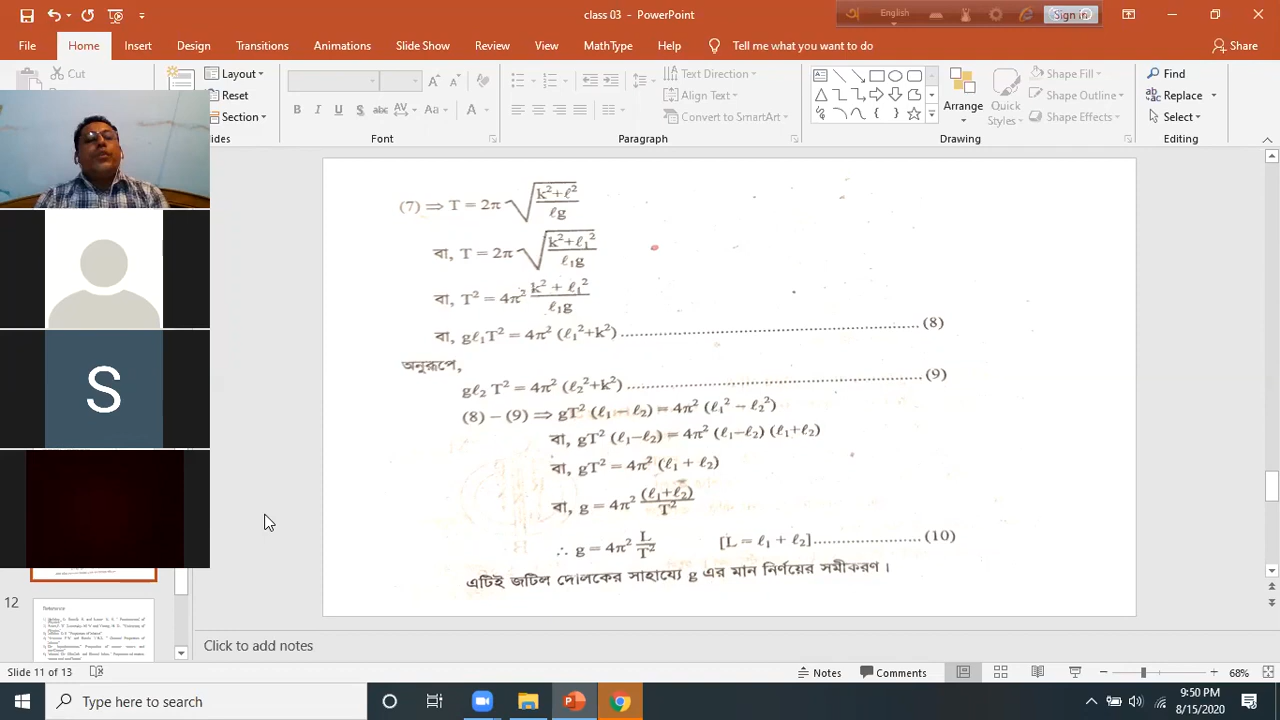 class 03 - PowerPoint
English
Sign in
File Home Insert Design Transitions Animations Slide Show Review View MathType Help Tell me what you want to do Share
Cut
Layout
Reset
Section
Text Direction
Align Text
Convert to SmartArt
Arrange
Quick Styles
Shape Fill
Shape Outline
Shape Effects
Find
Replace
Select
lides Font Paragraph Drawing Editing
(7) ⇒ T = 2π √((k²+ℓ²)/(ℓg))
বা, T = 2π √((k²+ℓ₁²)/(ℓ₁g))
বা, T² = 4π² (k² + ℓ₁²)/(ℓ₁g)
বা, gℓ₁T² = 4π² (ℓ₁²+k²) ........................ (8)
অনুরূপে,
gℓ₂ T² = 4π² (ℓ₂²+k²) ........................ (9)
(8) – (9) ⇒ gT² (ℓ₁ – ℓ₂) = 4π² (ℓ₁² – ℓ₂²)
বা, gT² (ℓ₁–ℓ₂) = 4π² (ℓ₁–ℓ₂) (ℓ₁+ℓ₂)
বা, gT² = 4π² (ℓ₁ + ℓ₂)
বা, g = 4π² (ℓ₁+ℓ₂)/T²
∴ g = 4π² L/T² [L = ℓ₁ + ℓ₂] ........................ (10)
এটিই জটিল দোলকের সাহায্যে g এর মান নির্ণয়ের সমীকরণ।
S
12
Click to add notes
Slide 11 of 13 Notes Comments 68%
Type here to search
9:50 PM
8/15/2020